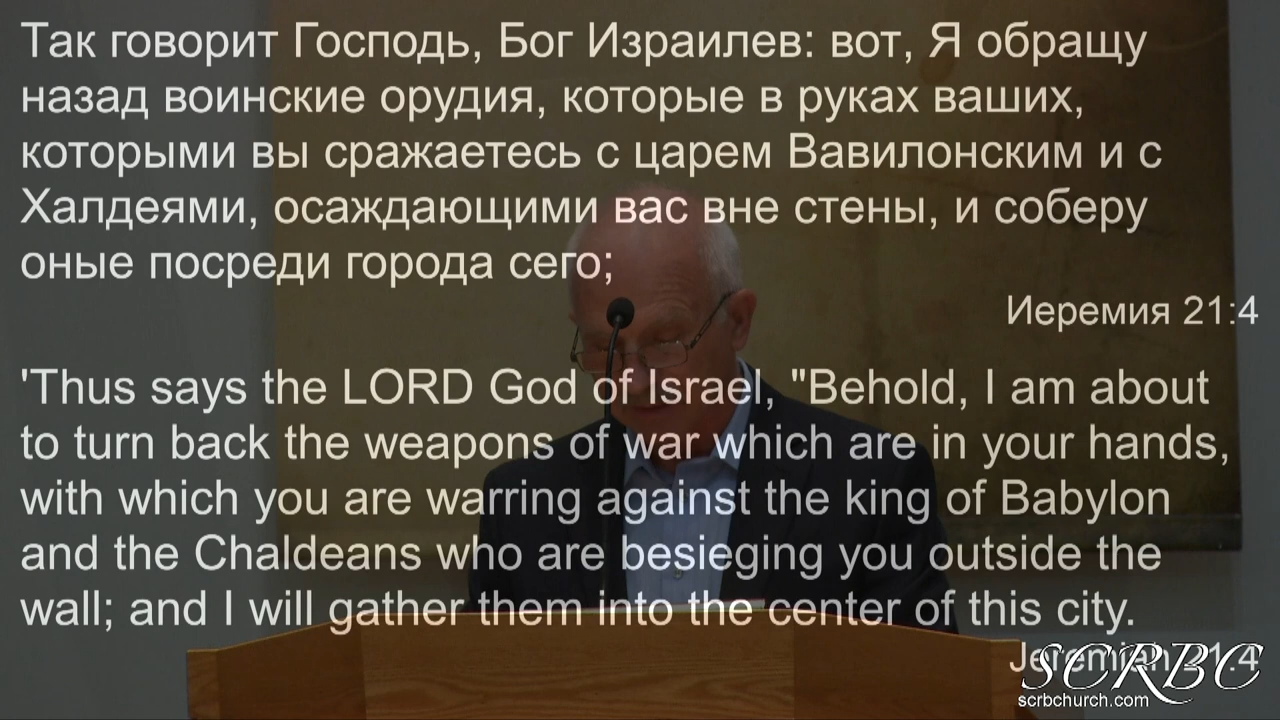 Так говорит Господь, Бог Израилев: вот, Я обращу
назад воинские орудия, которые в руках ваших,
которыми вы сражаетесь с царем Вавилонским и с
Халдеями, осаждающими вас вне стены, и соберу
оные посреди города сего;
Иеремия 21:4
'Thus says the LORD God of Israel, "Behold, I am about
to turn back the weapons of war which are in your hands,
with which you are warring against the king of Babylon
and the Chaldeans who are besieging you outside the
wall; and I will gather them into the center of this city.
Jeremiah 21:4
SCRBC
scrbchurch.com